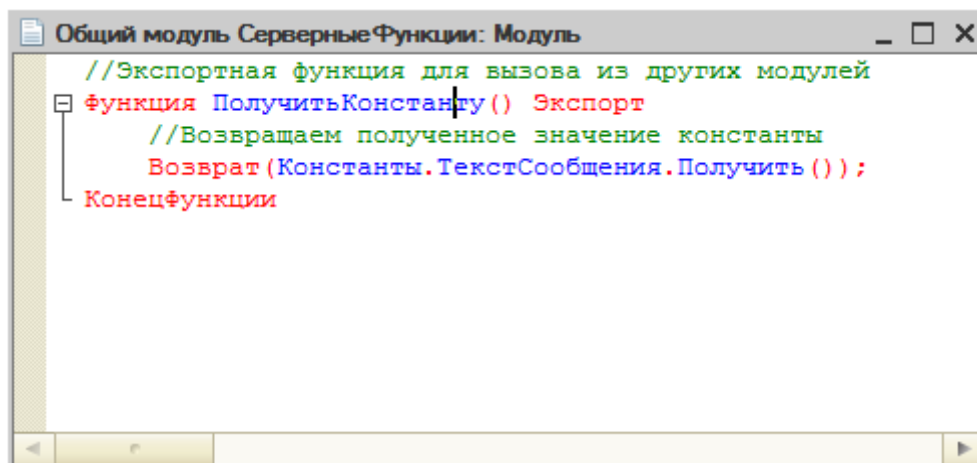 Общий модуль СерверныеФункции: Модуль
//Экспортная функция для вызова из других модулей
Функция ПолучитьКонстанту() Экспорт
//Возвращаем полученное значение константы
Возврат(Константы.ТекстСообщения.Получить());
КонецФункции